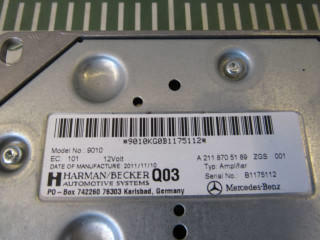 *9010KG0B1175112*
Model No. 9010 A 211 870 51 89 ZGS 001
EC 101 12Volt Typ: Amplifier
DATE OF MANUFACTURE: 2011/11/10 Serial No. B1175112
HARMAN/BECKER Q03 Mercedes-Benz
AUTOMOTIVE SYSTEMS
PO - Box 742260 76303 Karlsbad, Germany